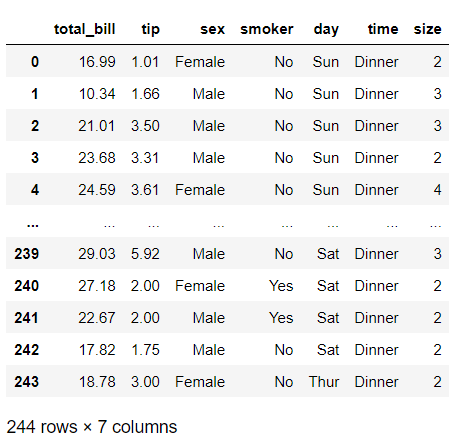 total_bill tip sex smoker day time size
0 16.99 1.01 Female No Sun Dinner 2
1 10.34 1.66 Male No Sun Dinner 3
2 21.01 3.50 Male No Sun Dinner 3
3 23.68 3.31 Male No Sun Dinner 2
4 24.59 3.61 Female No Sun Dinner 4
... ... ... ... ... ... ... ...
239 29.03 5.92 Male No Sat Dinner 3
240 27.18 2.00 Female Yes Sat Dinner 2
241 22.67 2.00 Male Yes Sat Dinner 2
242 17.82 1.75 Male No Sat Dinner 2
243 18.78 3.00 Female No Thur Dinner 2
244 rows × 7 columns